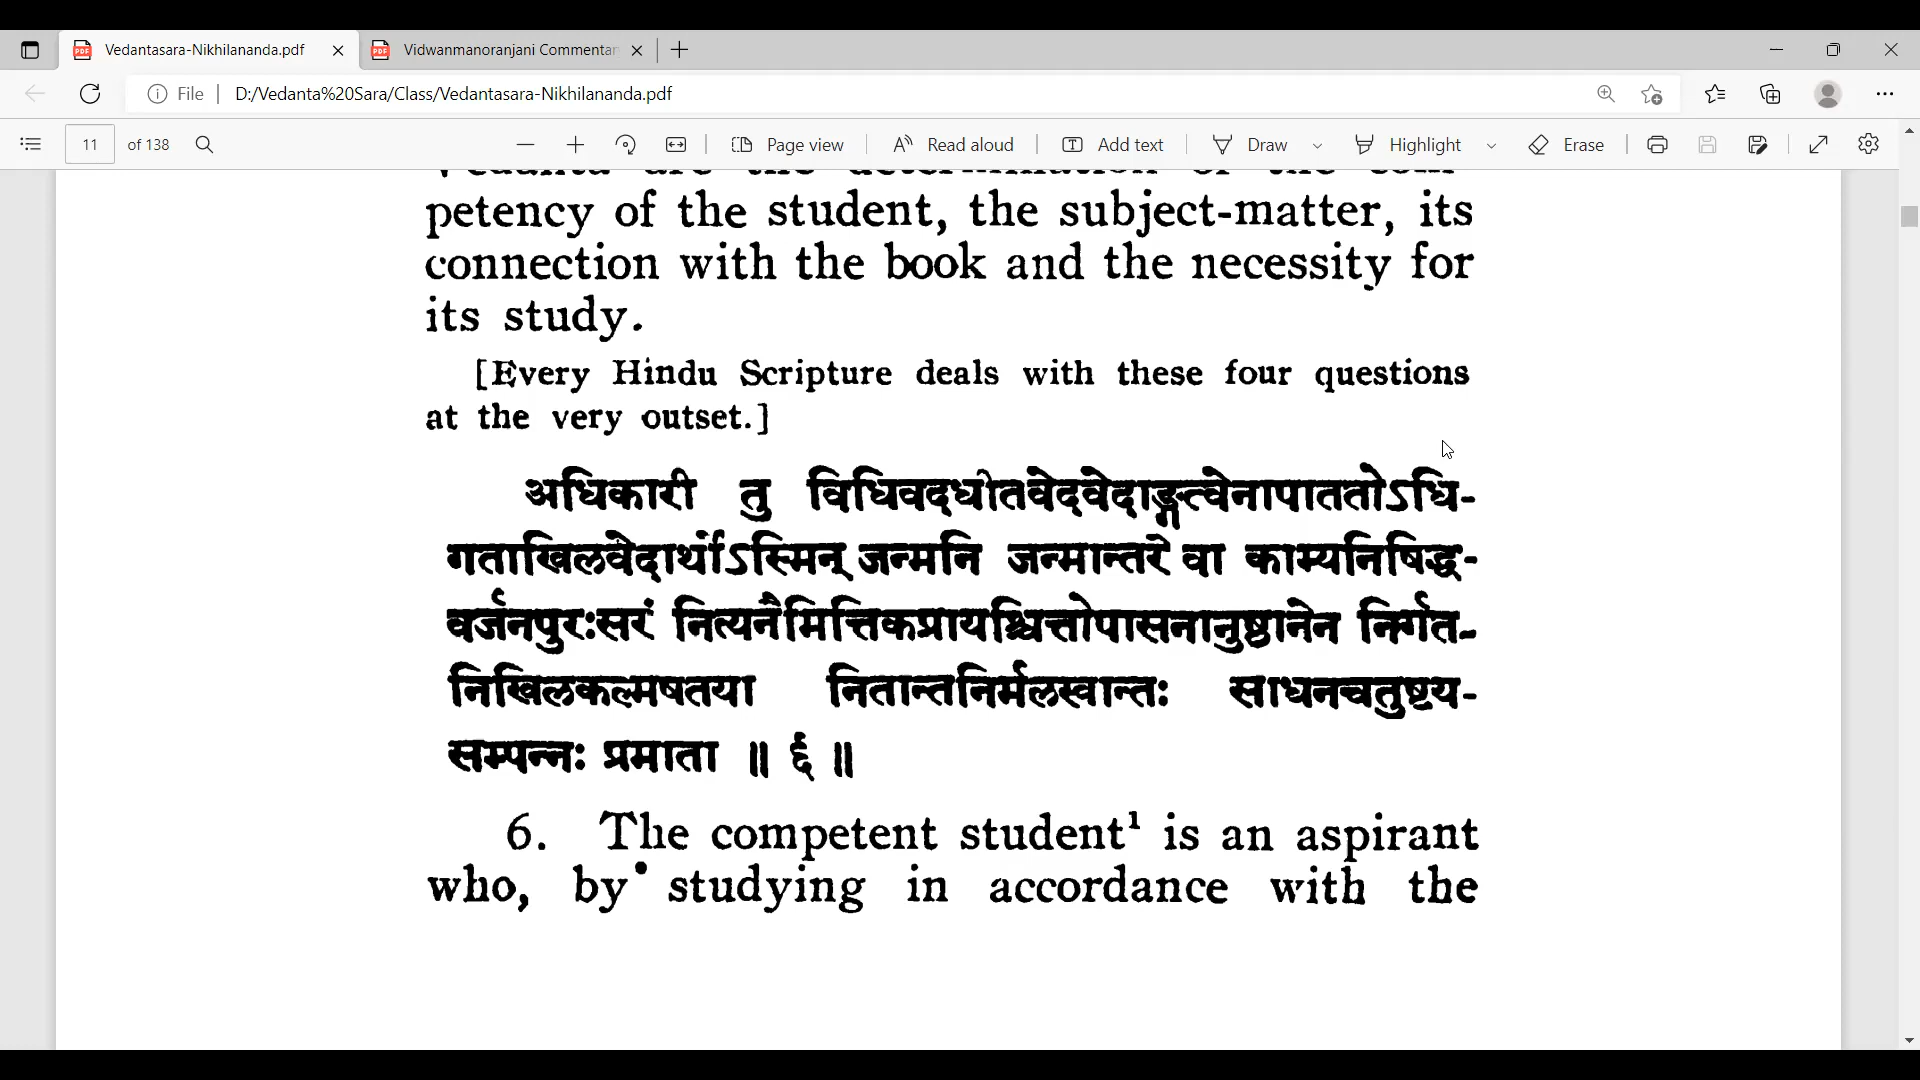 Vedantasara-Nikhilananda.pdf
Vidwanmanoranjani Commentar
File
D:/Vedanta%20Sara/Class/Vedantasara-Nikhilananda.pdf
11 of 138
Page view
Read aloud
Add text
Draw
Highlight
Erase
petency of the student, the subject-matter, its
connection with the book and the necessity for
its study.
[Every Hindu Scripture deals with these four questions
at the very outset.]
अधिकारी तु विधिवदधीतवेदवेदाङ्गत्वेनापाततोऽधि-
गताखिलवेदार्थोऽस्मिन् जन्मनि जन्मान्तरे वा काम्यनिषिद्ध-
वर्जनपुरःसरं नित्यनैमित्तिकप्रायश्चित्तोपासनानुष्ठानेन निर्गत-
निखिलकल्मषतया नितान्तनिर्मलस्वान्तः साधनचतुष्टय-
सम्पन्नः प्रमाता ॥ ६ ॥
6. The competent student¹ is an aspirant
who, by studying in accordance with the